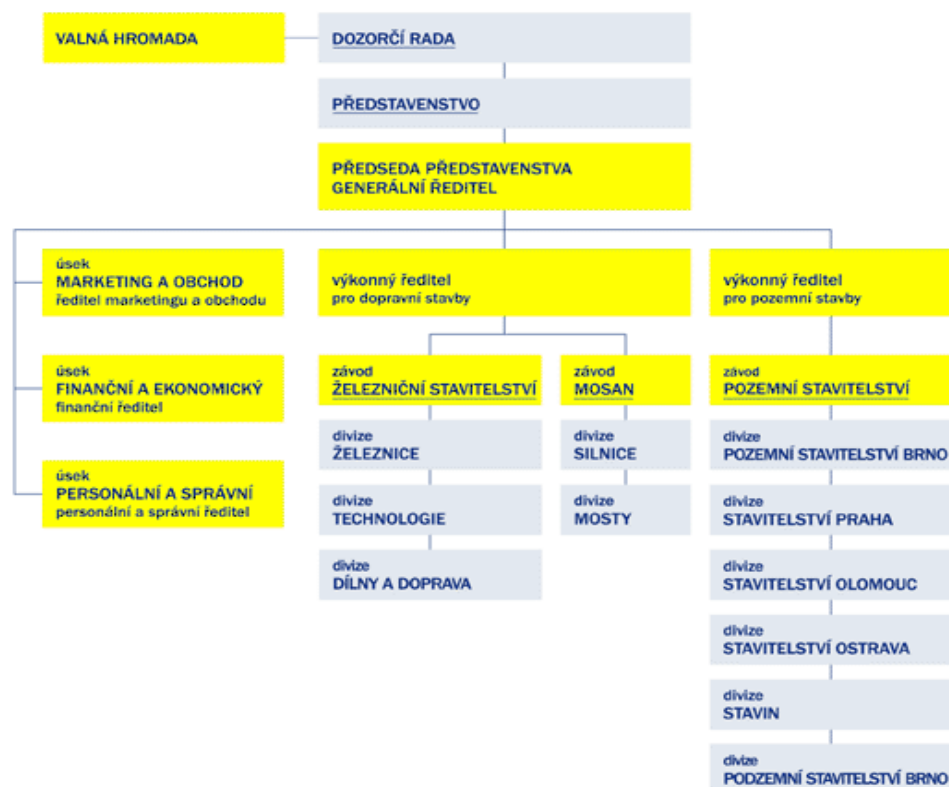 VALNÁ HROMADA
DOZORČÍ RADA
PŘEDSTAVENSTVO
PŘEDSEDA PŘEDSTAVENSTVA
GENERÁLNÍ ŘEDITEL
úsek
MARKETING A OBCHOD
ředitel marketingu a obchodu
úsek
FINANČNÍ A EKONOMICKÝ
finanční ředitel
úsek
PERSONÁLNÍ A SPRÁVNÍ
personální a správní ředitel
výkonný ředitel
pro dopravní stavby
závod
ŽELEZNIČNÍ STAVITELSTVÍ
divize
ŽELEZNICE
divize
TECHNOLOGIE
divize
DÍLNY A DOPRAVA
závod
MOSAN
divize
SILNICE
divize
MOSTY
výkonný ředitel
pro pozemní stavby
závod
POZEMNÍ STAVITELSTVÍ
divize
POZEMNÍ STAVITELSTVÍ BRNO
divize
STAVITELSTVÍ PRAHA
divize
STAVITELSTVÍ OLOMOUC
divize
STAVITELSTVÍ OSTRAVA
divize
STAVIN
divize
PODZEMNÍ STAVITELSTVÍ BRNO